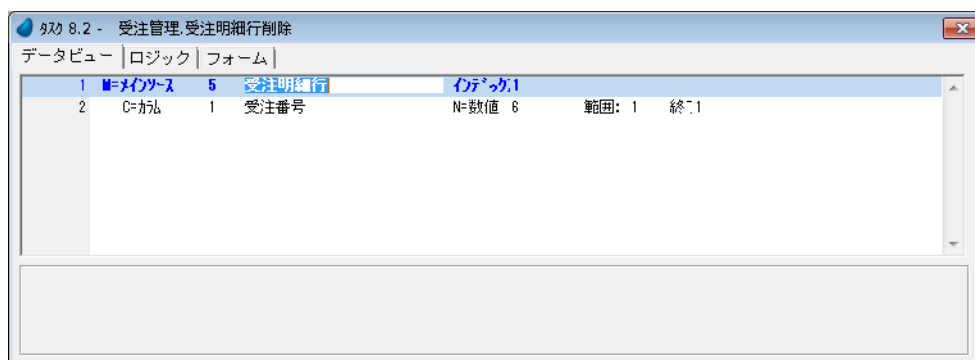 ﾀｽｸ 8.2 - 受注管理.受注明細行削除
データビュー ロジック フォーム
1 M=ﾒｲﾝｿｰｽ 5 受注明細行 ｲﾝﾃﾞｯｸ:1
2 C=ｶﾗﾑ 1 受注番号 N=数値 6 範囲: 1 終:1